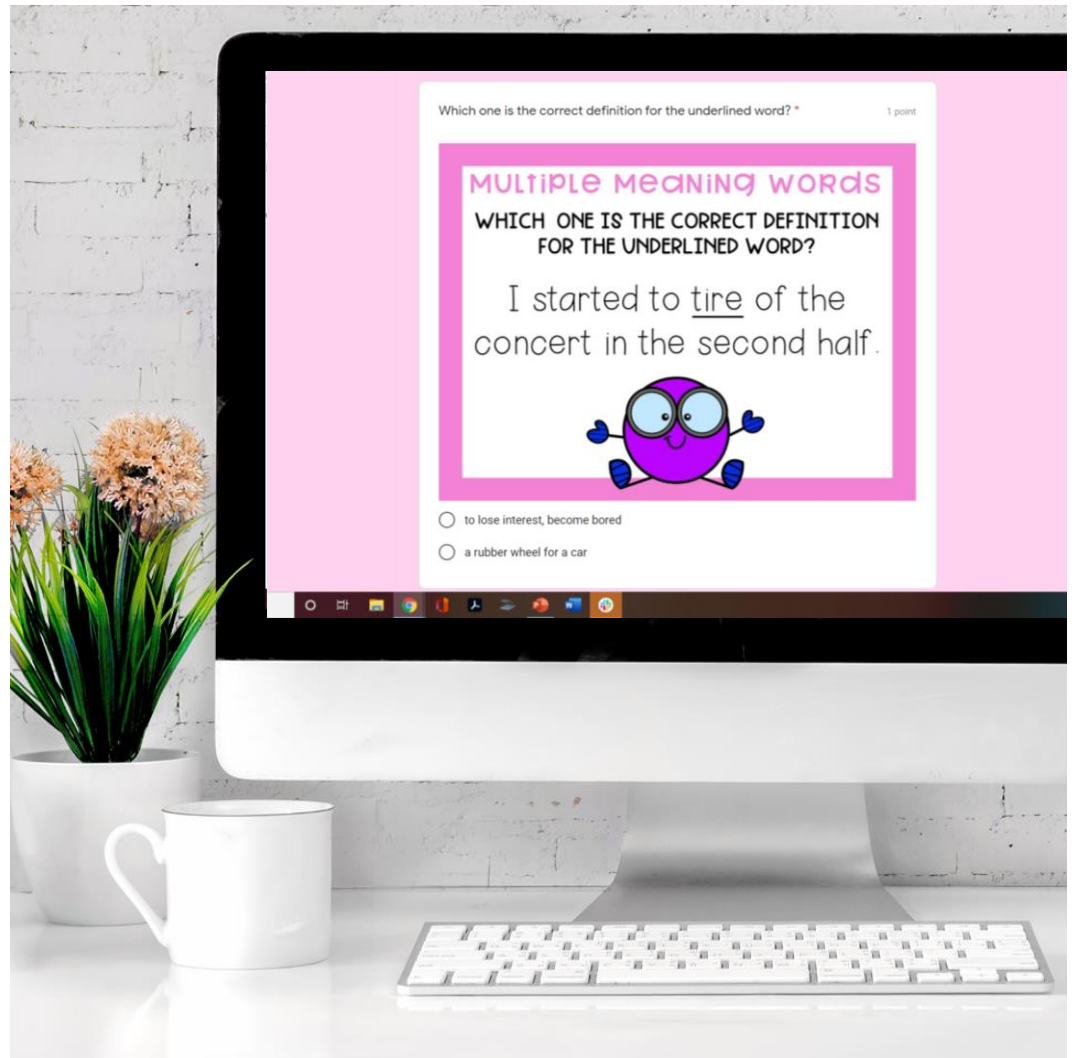 Which one is the correct definition for the underlined word? *
1 point
MULTIPLE MEANING WORDS
WHICH ONE IS THE CORRECT DEFINITION
FOR THE UNDERLINED WORD?
I started to tire of the
concert in the second half.
to lose interest, become bored
a rubber wheel for a car